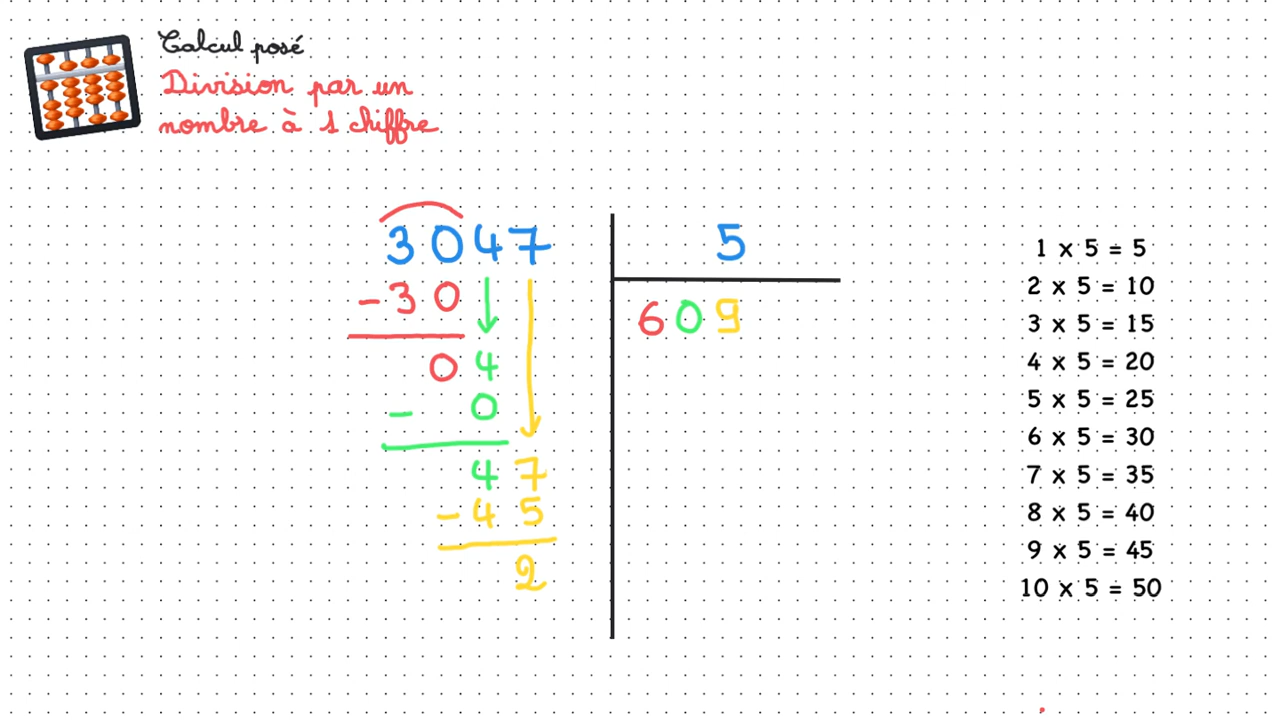 Calcul posé
Division par un
nombre à 1 chiffre
3047 5
-30 609
04
- 0
47
-45
2
1 x 5 = 5
2 x 5 = 10
3 x 5 = 15
4 x 5 = 20
5 x 5 = 25
6 x 5 = 30
7 x 5 = 35
8 x 5 = 40
9 x 5 = 45
10 x 5 = 50